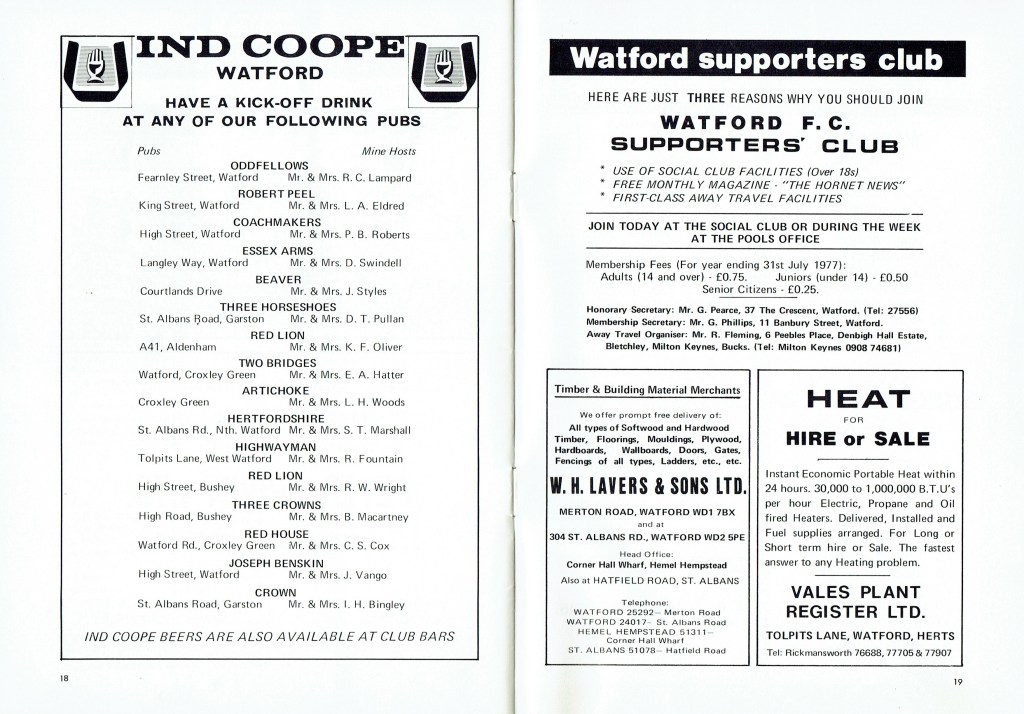 IND COOPE
WATFORD
HAVE A KICK-OFF DRINK
AT ANY OF OUR FOLLOWING PUBS
Pubs Mine Hosts
ODDFELLOWS
Fearnley Street, Watford Mr. & Mrs. R. C. Lampard
ROBERT PEEL
King Street, Watford Mr. & Mrs. L. A. Eldred
COACHMAKERS
High Street, Watford Mr. & Mrs. P. B. Roberts
ESSEX ARMS
Langley Way, Watford Mr. & Mrs. D. Swindell
BEAVER
Courtlands Drive Mr. & Mrs. J. Styles
THREE HORSESHOES
St. Albans Road, Garston Mr. & Mrs. D. T. Pullan
RED LION
A41, Aldenham Mr. & Mrs. K. F. Oliver
TWO BRIDGES
Watford, Croxley Green Mr. & Mrs. E. A. Hatter
ARTICHOKE
Croxley Green Mr. & Mrs. L. H. Woods
HERTFORDSHIRE
St. Albans Rd., Nth. Watford Mr. & Mrs. S. T. Marshall
HIGHWAYMAN
Tolpits Lane, West Watford Mr. & Mrs. R. Fountain
RED LION
High Street, Bushey Mr. & Mrs. R. W. Wright
THREE CROWNS
High Road, Bushey Mr. & Mrs. B. Macartney
RED HOUSE
Watford Rd., Croxley Green Mr. & Mrs. C. S. Cox
JOSEPH BENSKIN
High Street, Watford Mr. & Mrs. J. Vango
CROWN
St. Albans Road, Garston Mr. & Mrs. I. H. Bingley
IND COOPE BEERS ARE ALSO AVAILABLE AT CLUB BARS
18
Watford supporters club
HERE ARE JUST THREE REASONS WHY YOU SHOULD JOIN
WATFORD F.C.
SUPPORTERS' CLUB
* USE OF SOCIAL CLUB FACILITIES (Over 18s)
* FREE MONTHLY MAGAZINE - "THE HORNET NEWS"
* FIRST-CLASS AWAY TRAVEL FACILITIES
JOIN TODAY AT THE SOCIAL CLUB OR DURING THE WEEK
AT THE POOLS OFFICE
Membership Fees (For year ending 31st July 1977):
Adults (14 and over) - £0.75. Juniors (under 14) - £0.50
Senior Citizens - £0.25.
Honorary Secretary: Mr. G. Pearce, 37 The Crescent, Watford. (Tel: 27556)
Membership Secretary: Mr. G. Phillips, 11 Banbury Street, Watford.
Away Travel Organiser: Mr. R. Fleming, 6 Peebles Place, Denbigh Hall Estate,
Bletchley, Milton Keynes, Bucks. (Tel: Milton Keynes 0908 74681)
Timber & Building Material Merchants
We offer prompt free delivery of:
All types of Softwood and Hardwood
Timber, Floorings, Mouldings, Plywood,
Hardboards, Wallboards, Doors, Gates,
Fencings of all types, Ladders, etc., etc.
W. H. LAVERS & SONS LTD.
MERTON ROAD, WATFORD WD1 7BX
and at
304 ST. ALBANS RD., WATFORD WD2 5PE
Head Office:
Corner Hall Wharf, Hemel Hempstead
Also at HATFIELD ROAD, ST. ALBANS
Telephone:
WATFORD 25292— Merton Road
WATFORD 24017— St. Albans Road
HEMEL HEMPSTEAD 51311—
Corner Hall Wharf
ST. ALBANS 51078— Hatfield Road
HEAT
FOR
HIRE or SALE
Instant Economic Portable Heat within
24 hours. 30,000 to 1,000,000 B.T.U's
per hour Electric, Propane and Oil
fired Heaters. Delivered, Installed and
Fuel supplies arranged. For Long or
Short term hire or Sale. The fastest
answer to any Heating problem.
VALES PLANT
REGISTER LTD.
TOLPITS LANE, WATFORD, HERTS
Tel: Rickmansworth 76688, 77705 & 77907
19